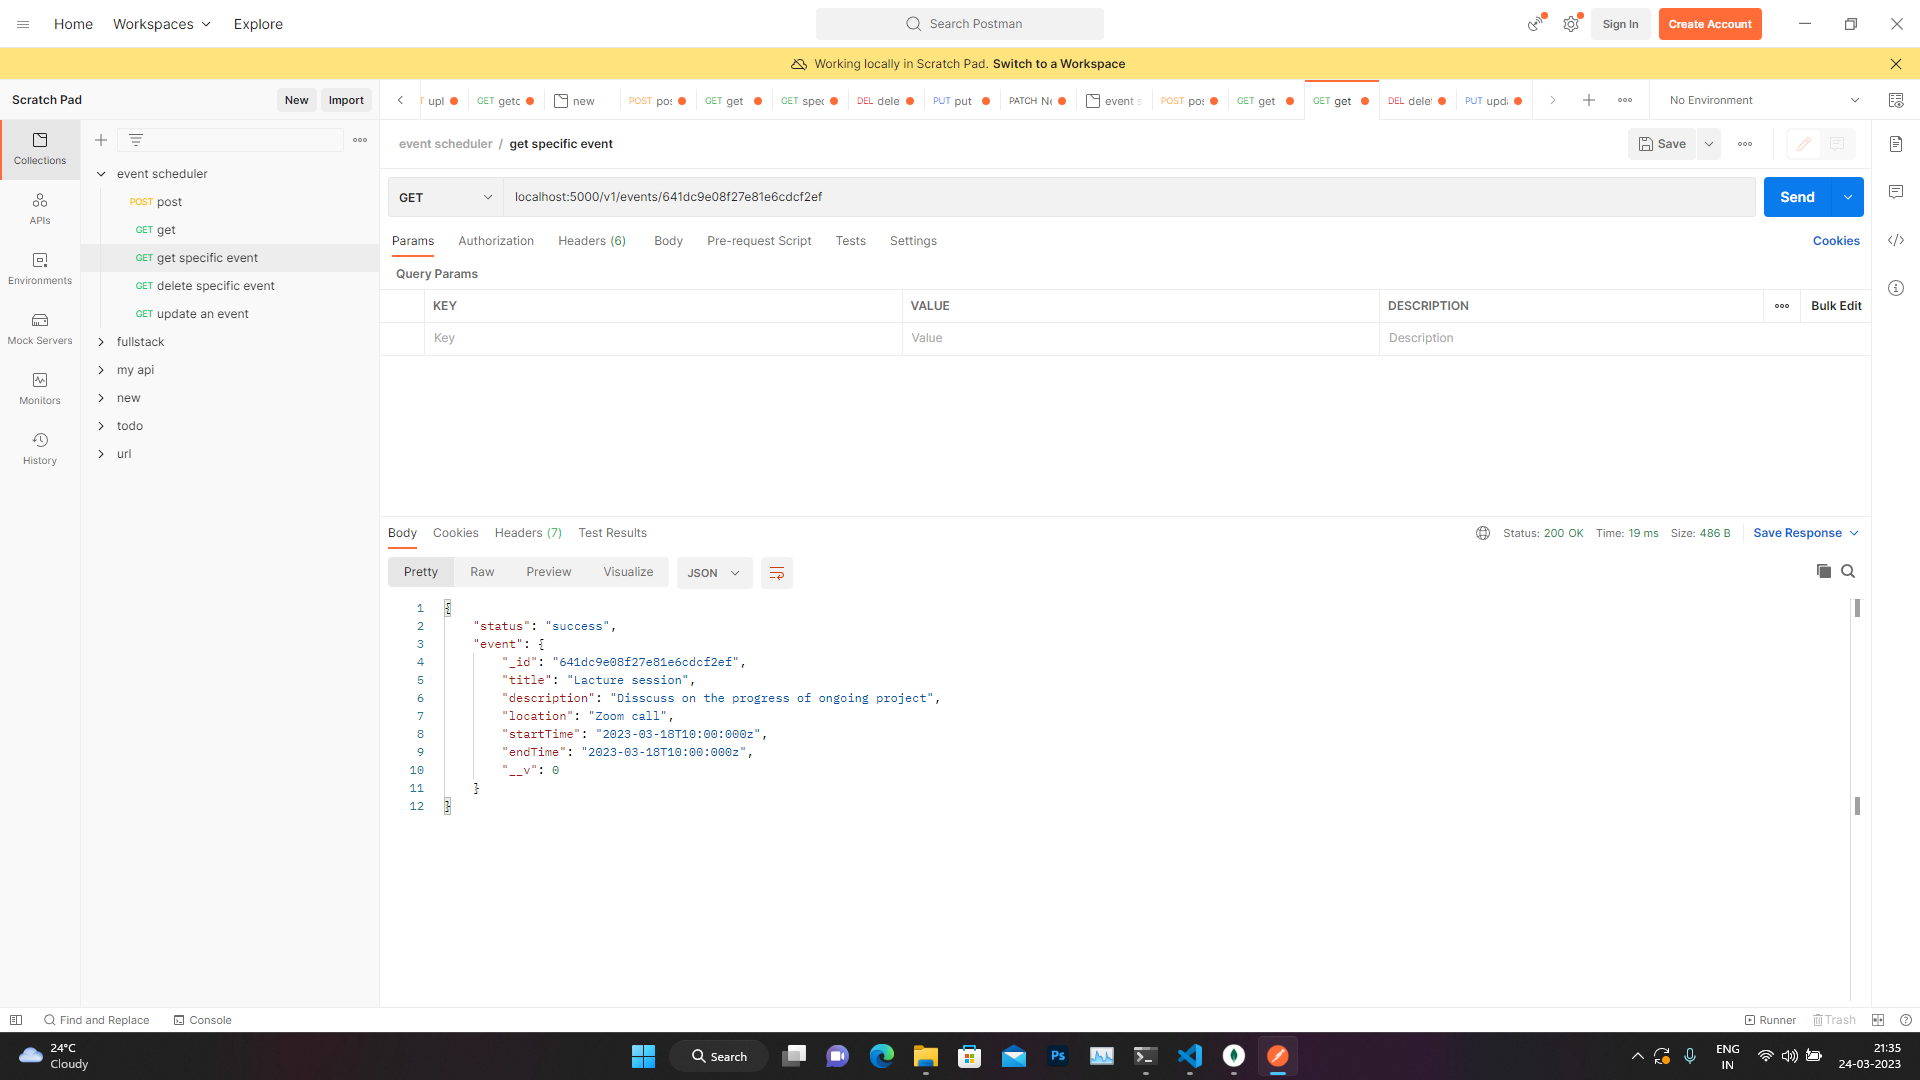 Home Workspaces Explore Search Postman Sign In Create Account
Working locally in Scratch Pad. Switch to a Workspace
Scratch Pad New Import upl GET getc new POST po GET get GET spec DEL dele PUT put PATCH Ne event s POST po GET get GET get DEL dele PUT upd No Environment
Collections
APIs
Environments
Mock Servers
Monitors
History
event scheduler
POST post
GET get
GET get specific event
GET delete specific event
GET update an event
fullstack
my api
new
todo
url
event scheduler / get specific event Save
GET localhost:5000/v1/events/641dc9e08f27e81e6cdcf2ef Send
Params Authorization Headers (6) Body Pre-request Script Tests Settings Cookies
Query Params
KEY VALUE DESCRIPTION Bulk Edit
Key Value Description
Body Cookies Headers (7) Test Results Status: 200 OK Time: 19 ms Size: 486 B Save Response
Pretty Raw Preview Visualize JSON
1 {
2 "status": "success",
3 "event": {
4 "_id": "641dc9e08f27e81e6cdcf2ef",
5 "title": "Lacture session",
6 "description": "Disscuss on the progress of ongoing project",
7 "location": "Zoom call",
8 "startTime": "2023-03-18T10:00:000z",
9 "endTime": "2023-03-18T10:00:000z",
10 "__v": 0
11 }
12 }
Find and Replace Console Runner Trash
24°C
Cloudy
Search
Ps
ENG
IN
21:35
24-03-2023